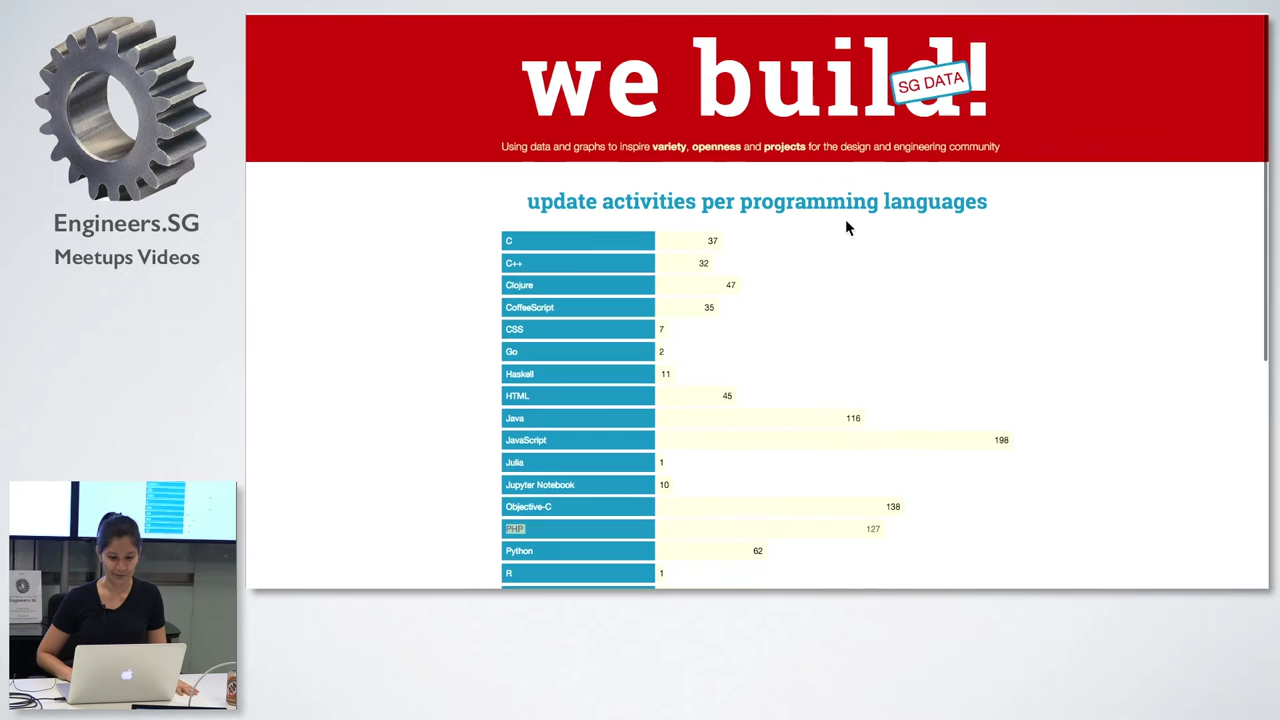 Engineers.SG
Meetups Videos
we build!
SG DATA
Using data and graphs to inspire variety, openness and projects for the design and engineering community
update activities per programming languages
C 37
C++ 32
Clojure 47
CoffeeScript 35
CSS 7
Go 2
Haskell 11
HTML 45
Java 116
JavaScript 198
Julia 1
Jupyter Notebook 10
Objective-C 138
PHP 127
Python 62
R 1
Engineers.SG